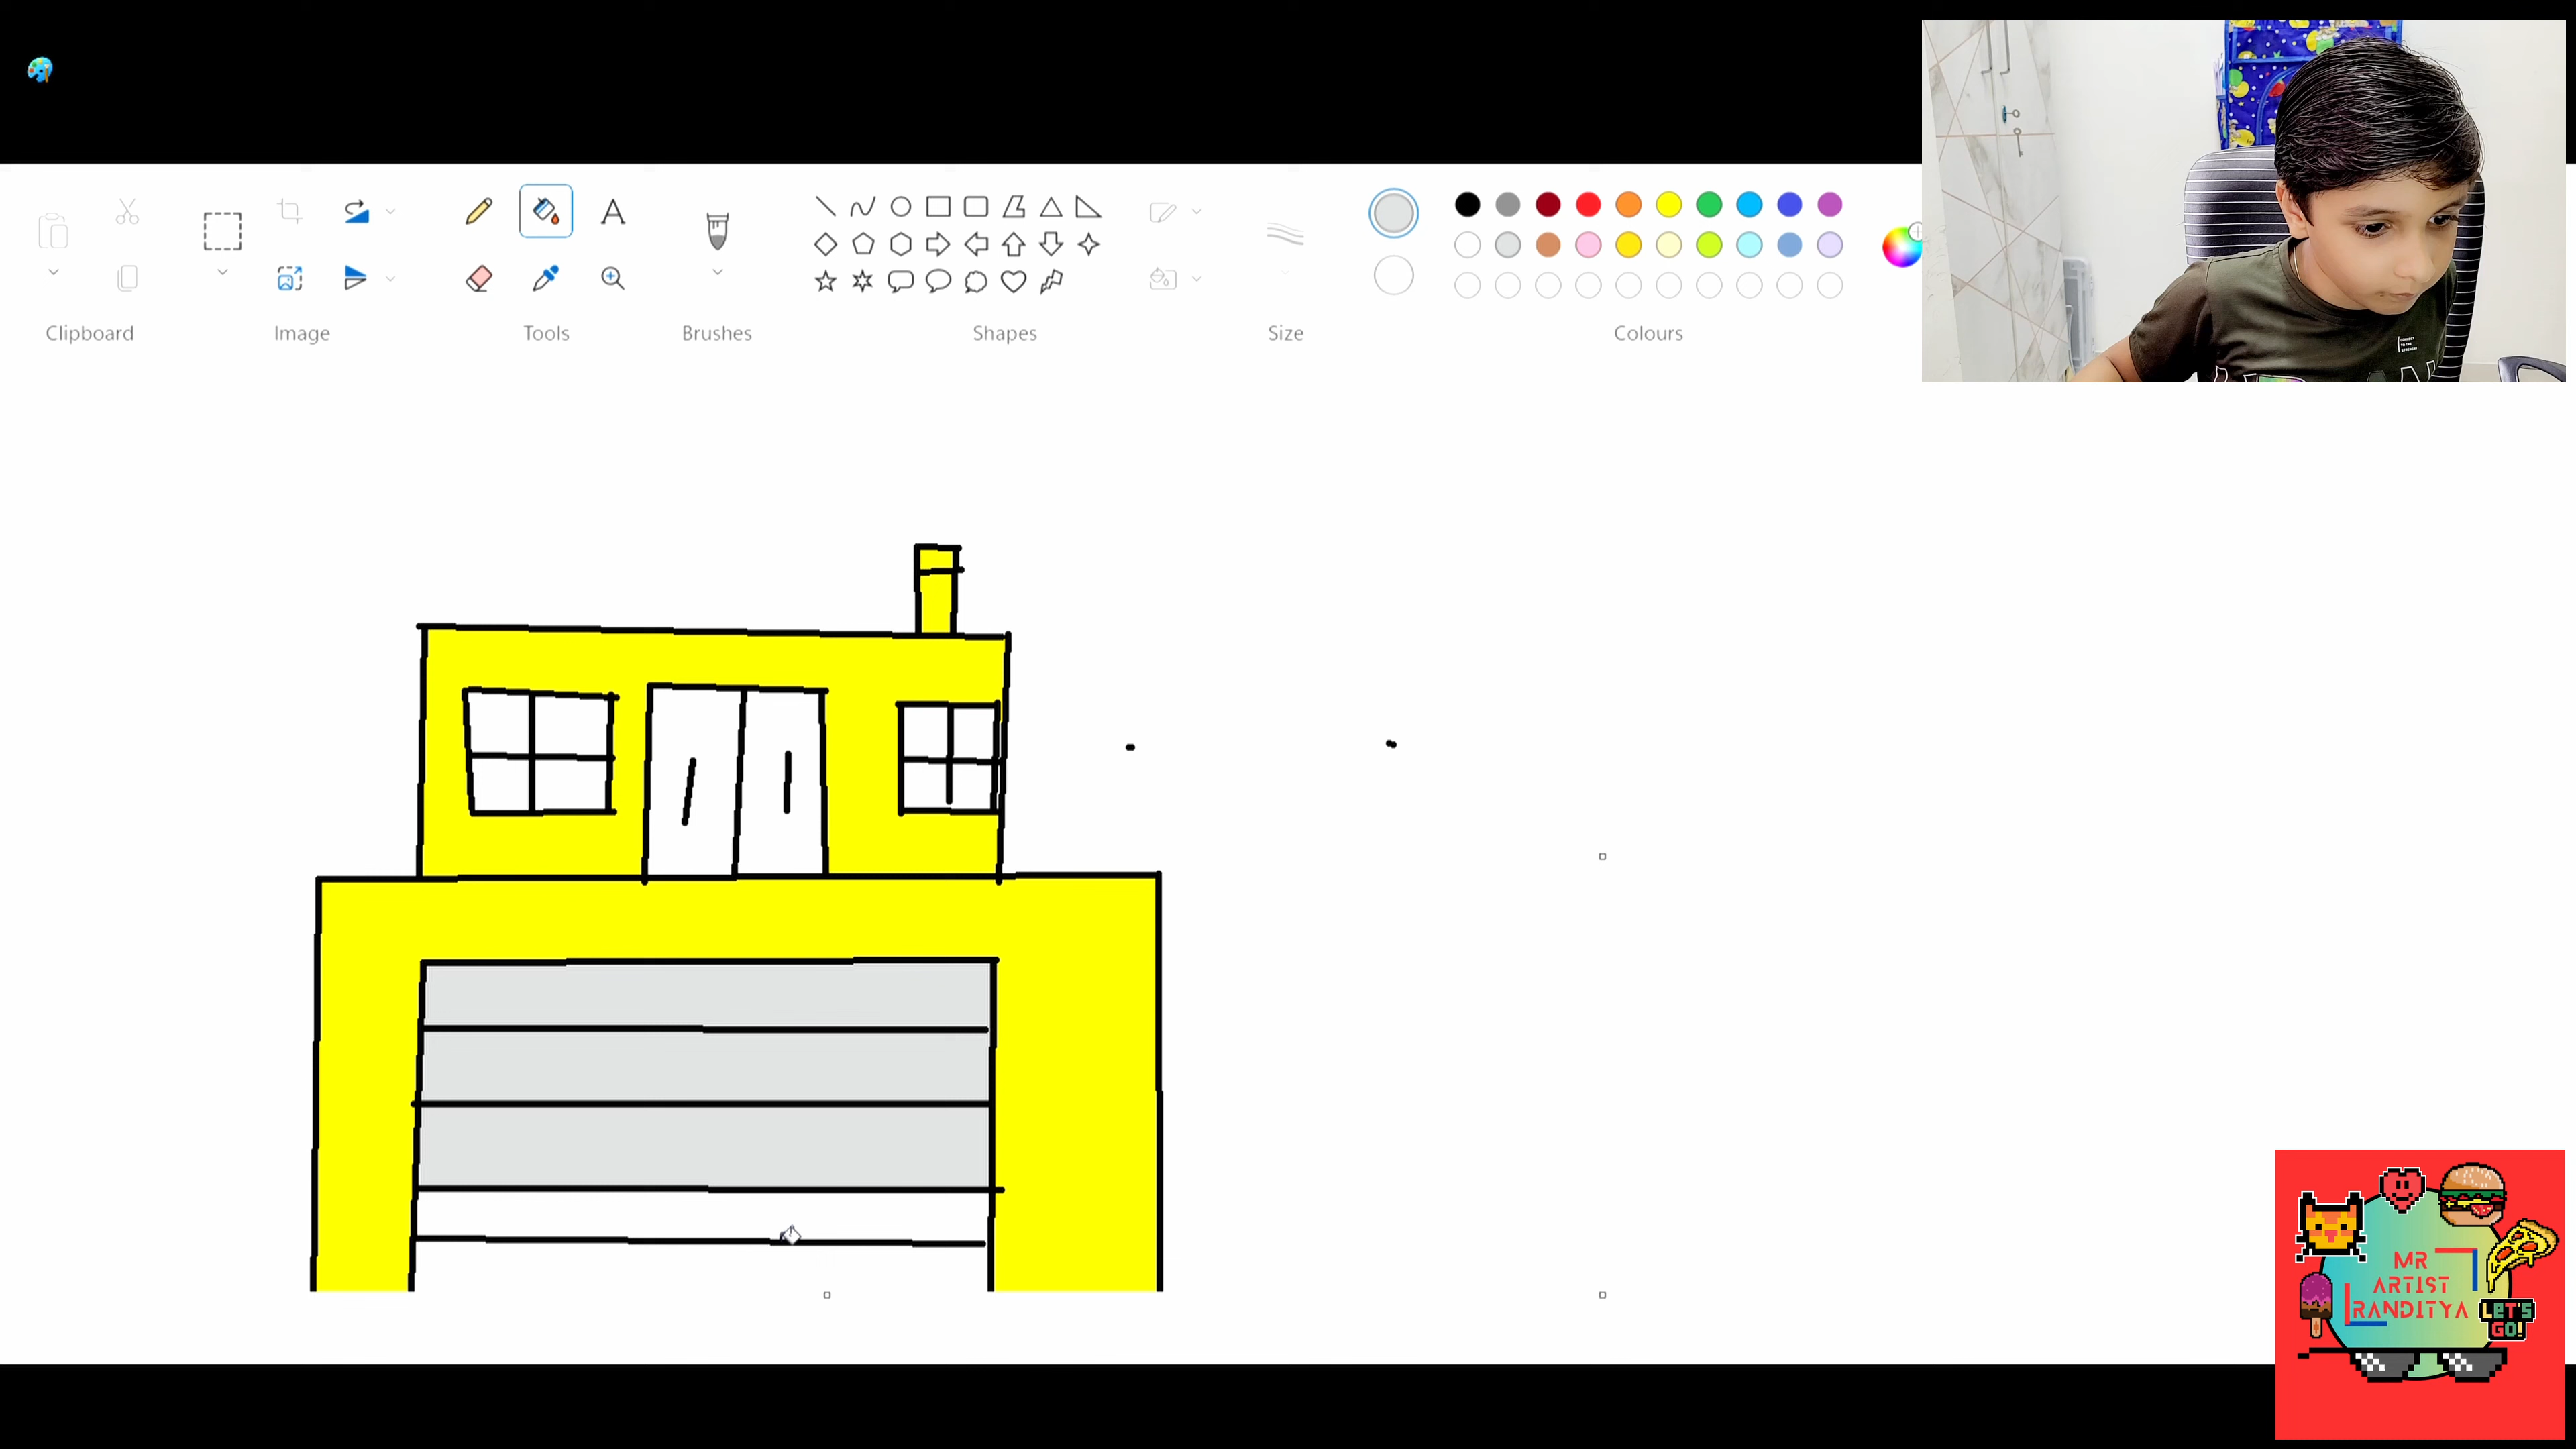 A
Clipboard
Image
Tools
Brushes
Shapes
Size
Colours
MR
ARTIST
RANDITYA
LET'S
GO!